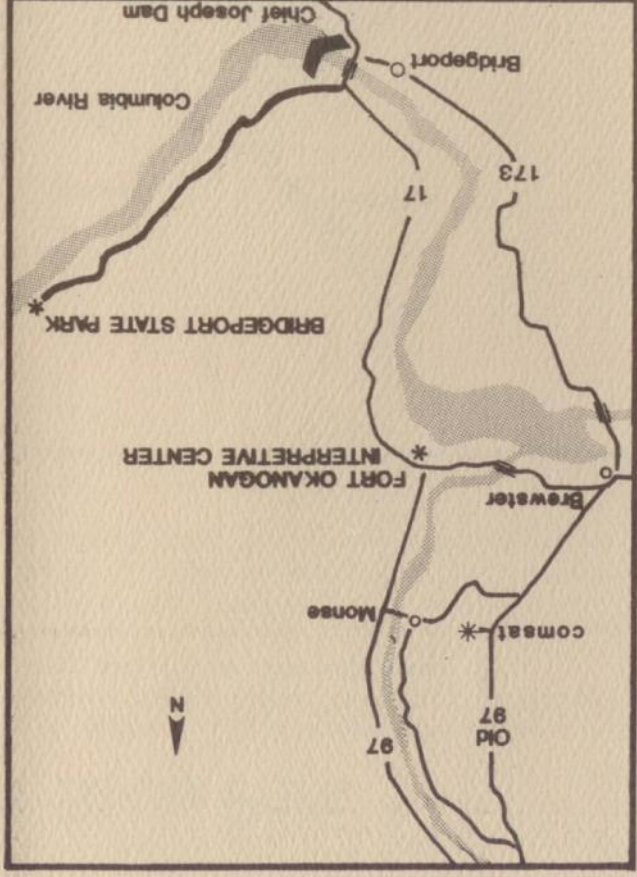 97
Old
97
N
comsat
Monse
Brewster
FORT OKANOGAN
INTERPRETIVE CENTER
BRIDGEPORT STATE PARK
17
173
Columbia River
Bridgeport
Chief Joseph Dam